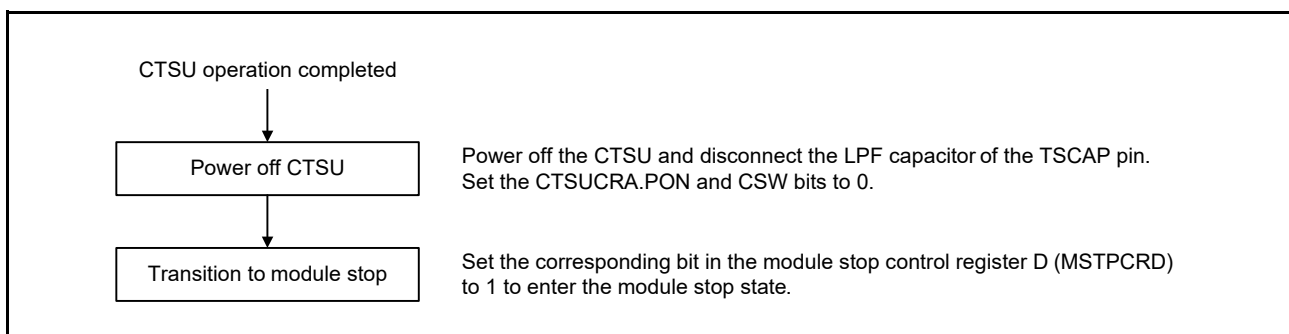 CTSU operation completed
Power off CTSU
Power off the CTSU and disconnect the LPF capacitor of the TSCAP pin.
Set the CTSUCRA.PON and CSW bits to 0.
Transition to module stop
Set the corresponding bit in the module stop control register D (MSTPCRD)
to 1 to enter the module stop state.